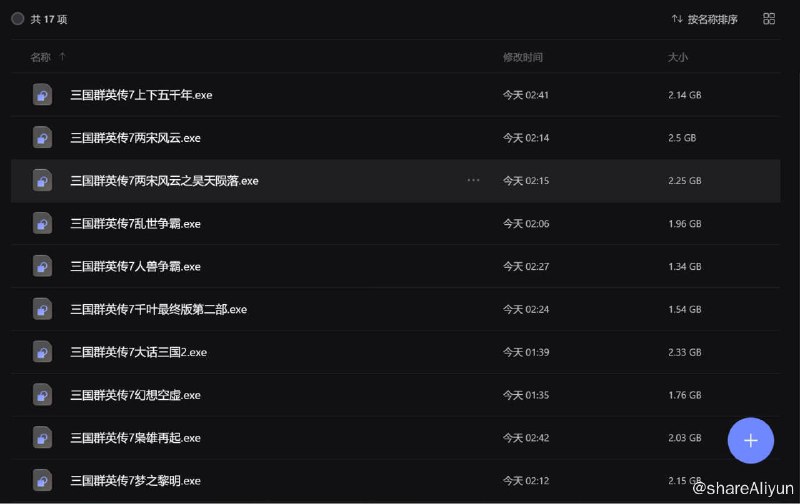 共 17 项 按名称排序
名称 修改时间 大小
三国群英传7上下五千年.exe 今天 02:41 2.14 GB
三国群英传7两宋风云.exe 今天 02:14 2.5 GB
三国群英传7两宋风云之昊天陨落.exe 今天 02:15 2.25 GB
三国群英传7乱世争霸.exe 今天 02:06 1.96 GB
三国群英传7人兽争霸.exe 今天 02:27 1.34 GB
三国群英传7千叶最终版第二部.exe 今天 02:24 1.54 GB
三国群英传7大话三国2.exe 今天 01:39 2.33 GB
三国群英传7幻想空虚.exe 今天 01:35 1.76 GB
三国群英传7枭雄再起.exe 今天 02:42 2.03 GB
三国群英传7梦之黎明.exe 今天 02:12 2.15 GB
@shareAliyun